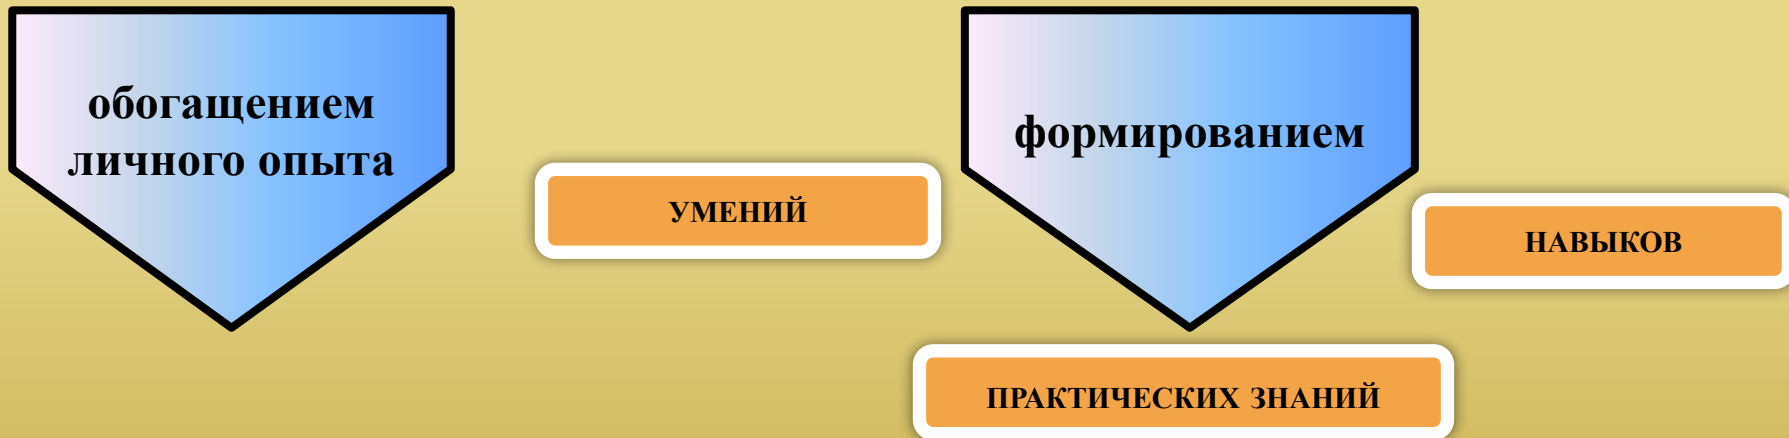 обогащением
личного опыта
формированием
УМЕНИЙ
НАВЫКОВ
ПРАКТИЧЕСКИХ ЗНАНИЙ